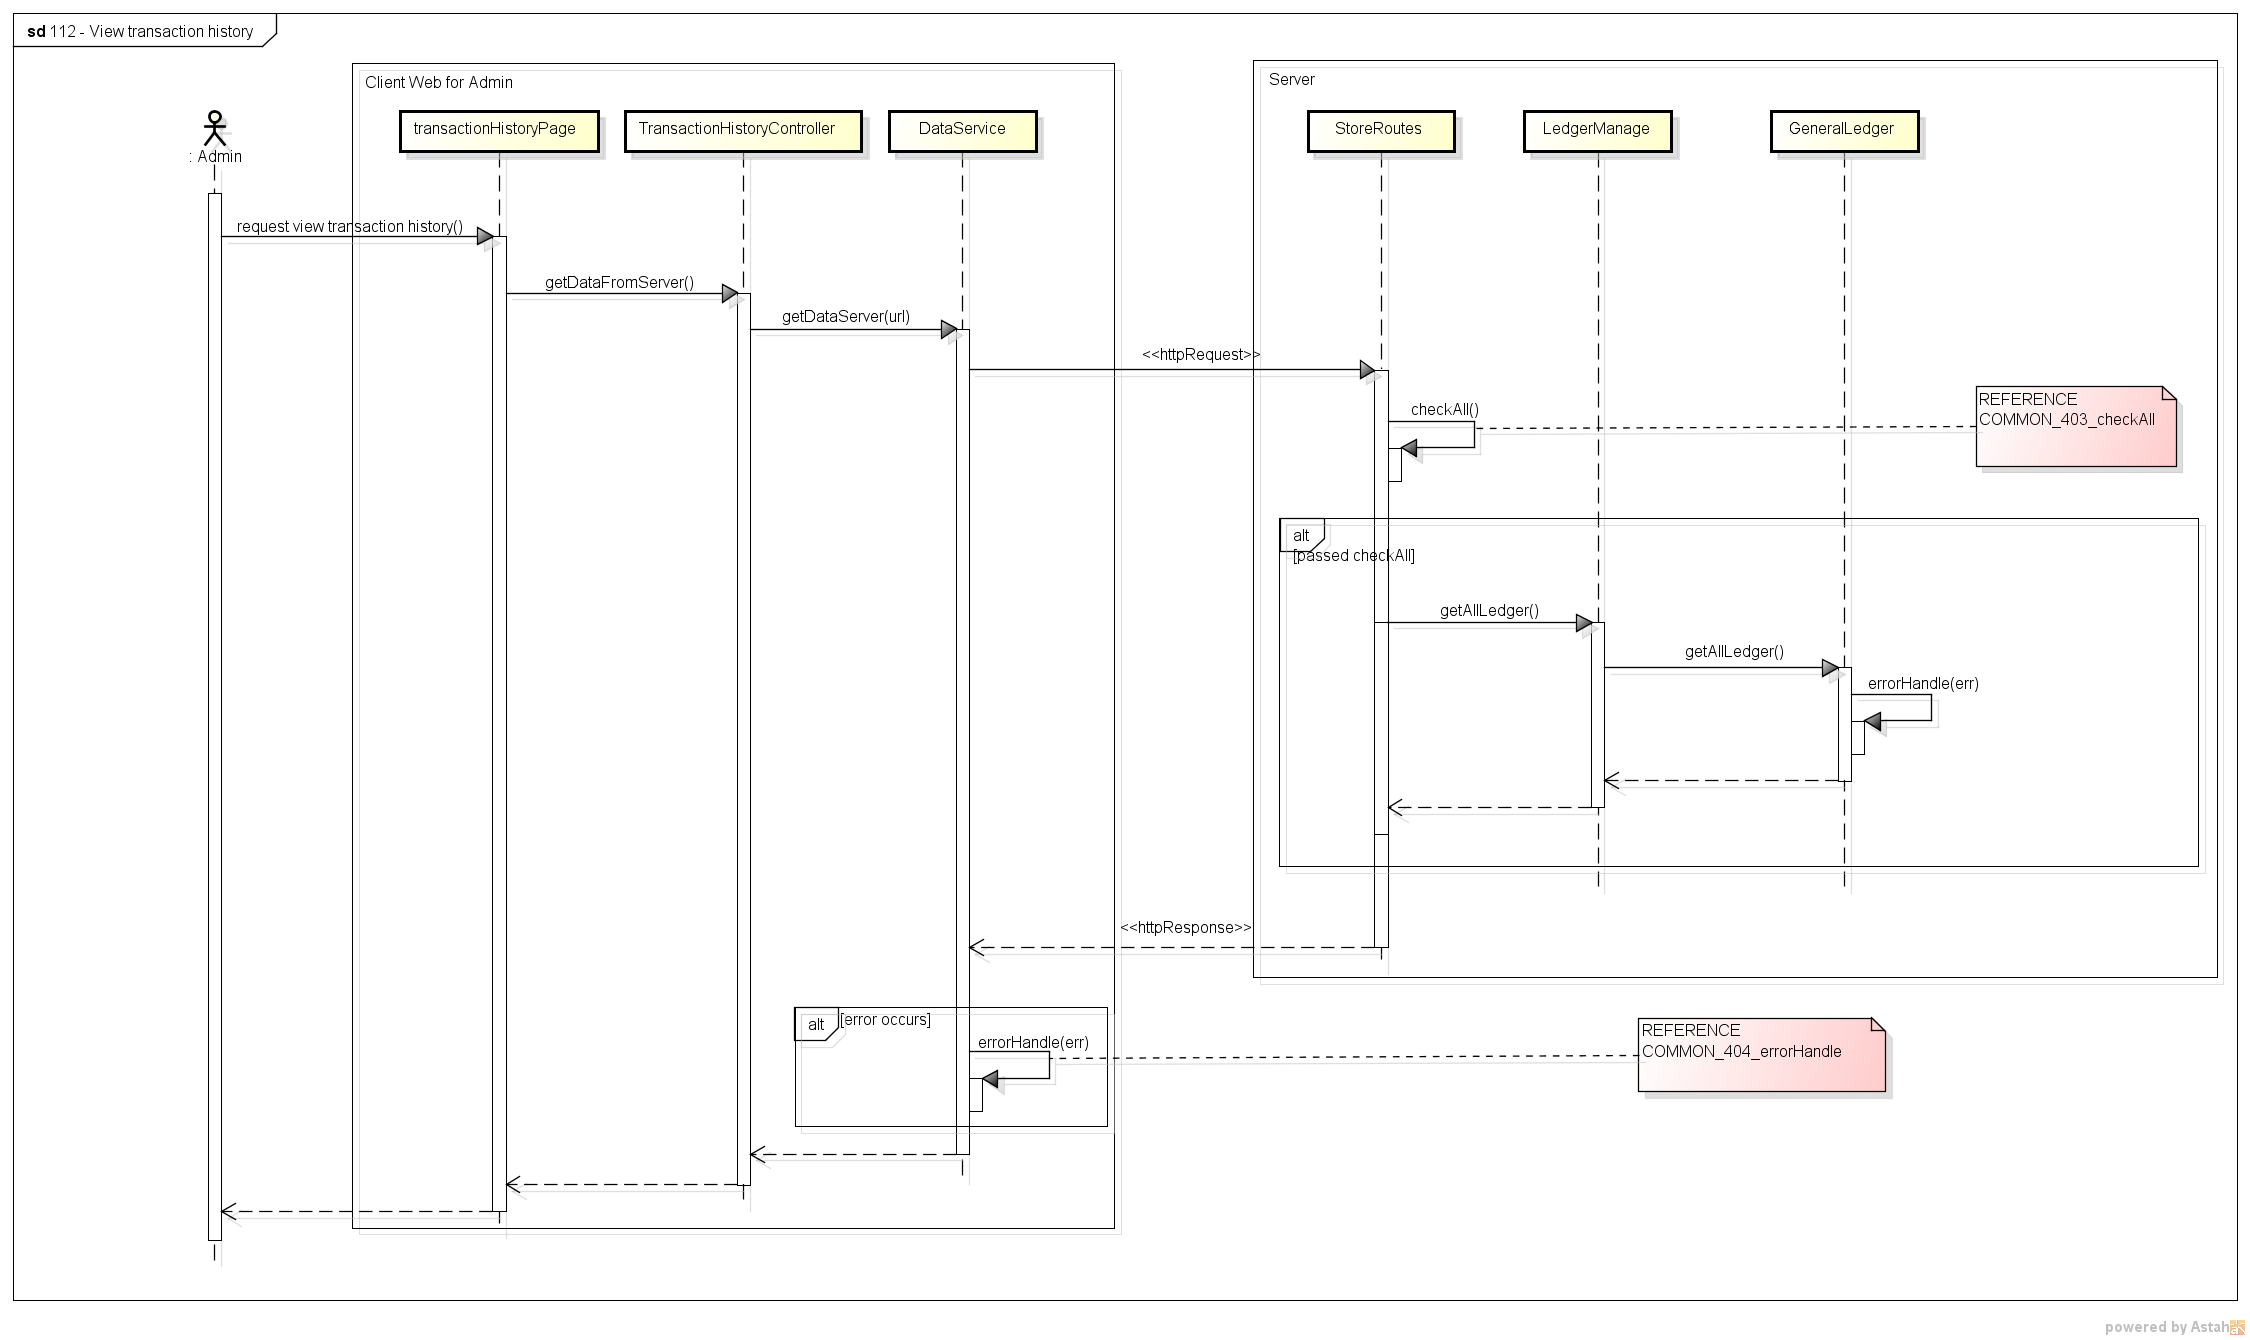 sd 112 - View transaction history
Client Web for Admin
Server
: Admin
transactionHistoryPage
TransactionHistoryController
DataService
StoreRoutes
LedgerManage
GeneralLedger
request view transaction history()
getDataFromServer()
getDataServer(url)
<<httpRequest>>
checkAll()
REFERENCE
COMMON_403_checkAll
alt
[passed checkAll]
getAllLedger()
getAllLedger()
errorHandle(err)
<<httpResponse>>
alt
[error occurs]
errorHandle(err)
REFERENCE
COMMON_404_errorHandle
powered by Astah